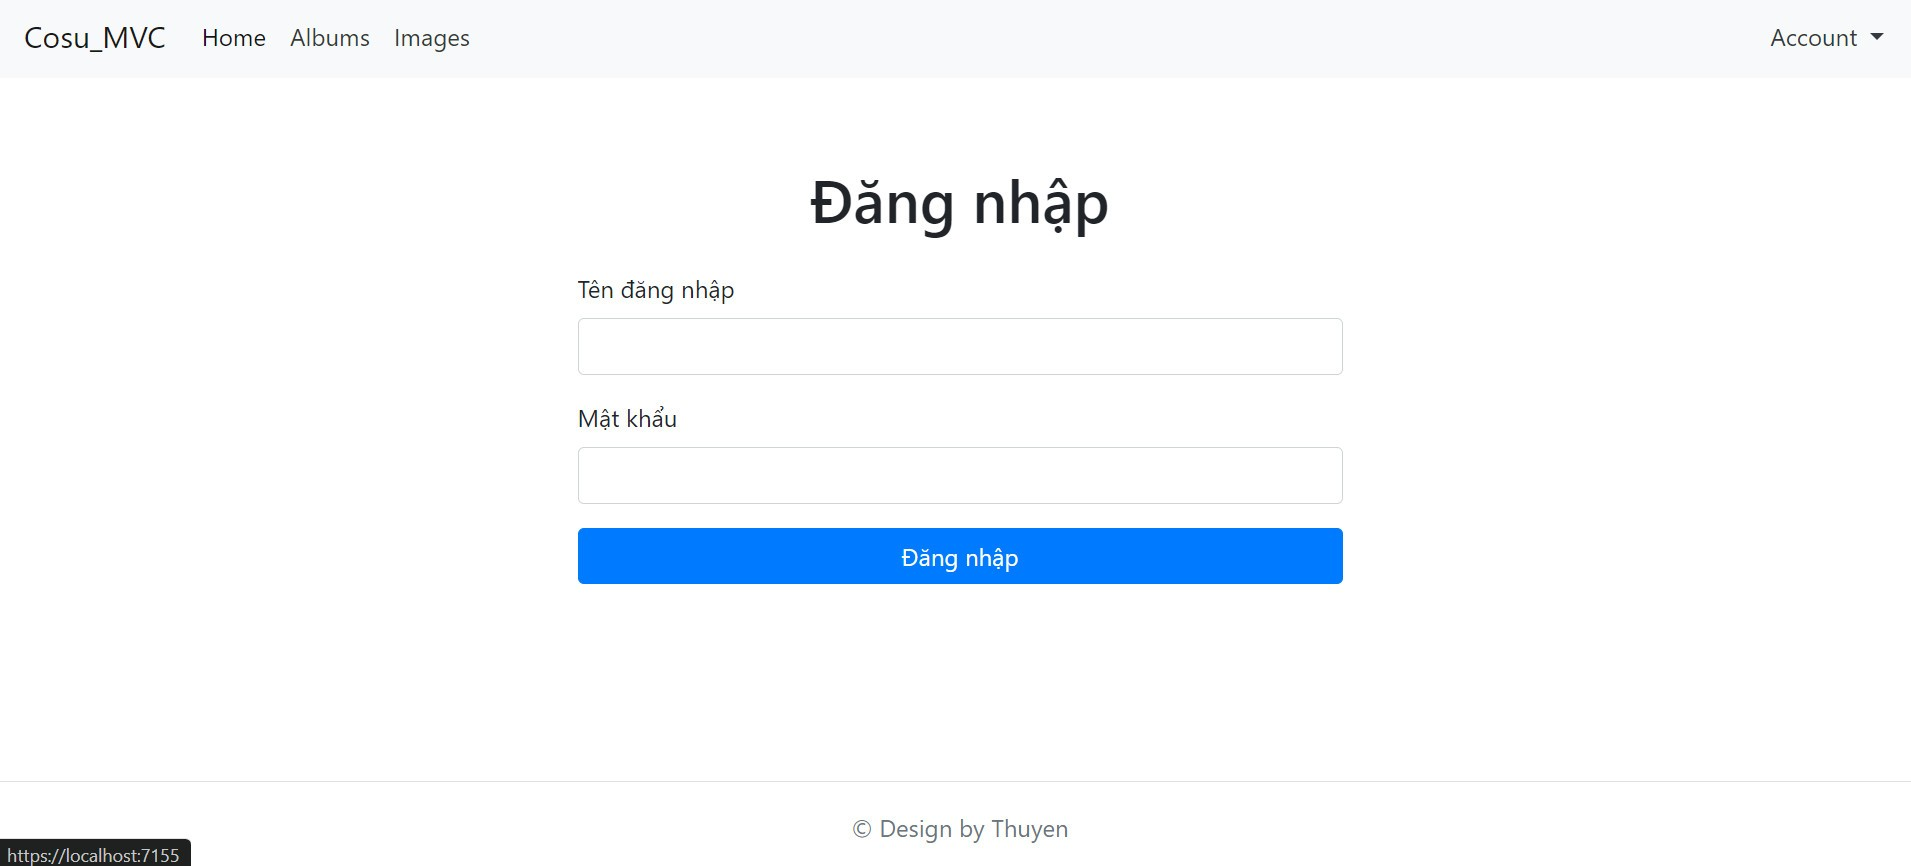 Cosu_MVC Home Albums Images Account
Đăng nhập
Tên đăng nhập
Mật khẩu
Đăng nhập
© Design by Thuyen
https://localhost:7155